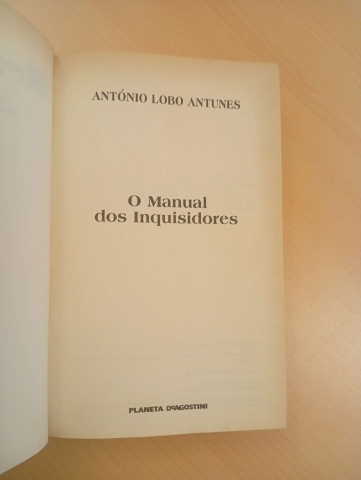 ANTÓNIO LOBO ANTUNES
O Manual
dos Inquisidores
PLANETA DEAGOSTINI